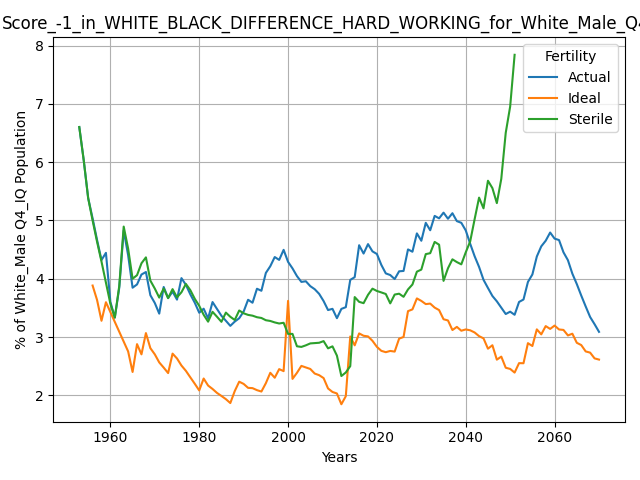 Score_-1_in_WHITE_BLACK_DIFFERENCE_HARD_WORKING_for_White_Male_Q4
% of White_Male Q4_IQ Population
8
7
6
5
4
3
2
Fertility
Actual
Ideal
Sterile
1960 1980 2000 2020 2040 2060
Years